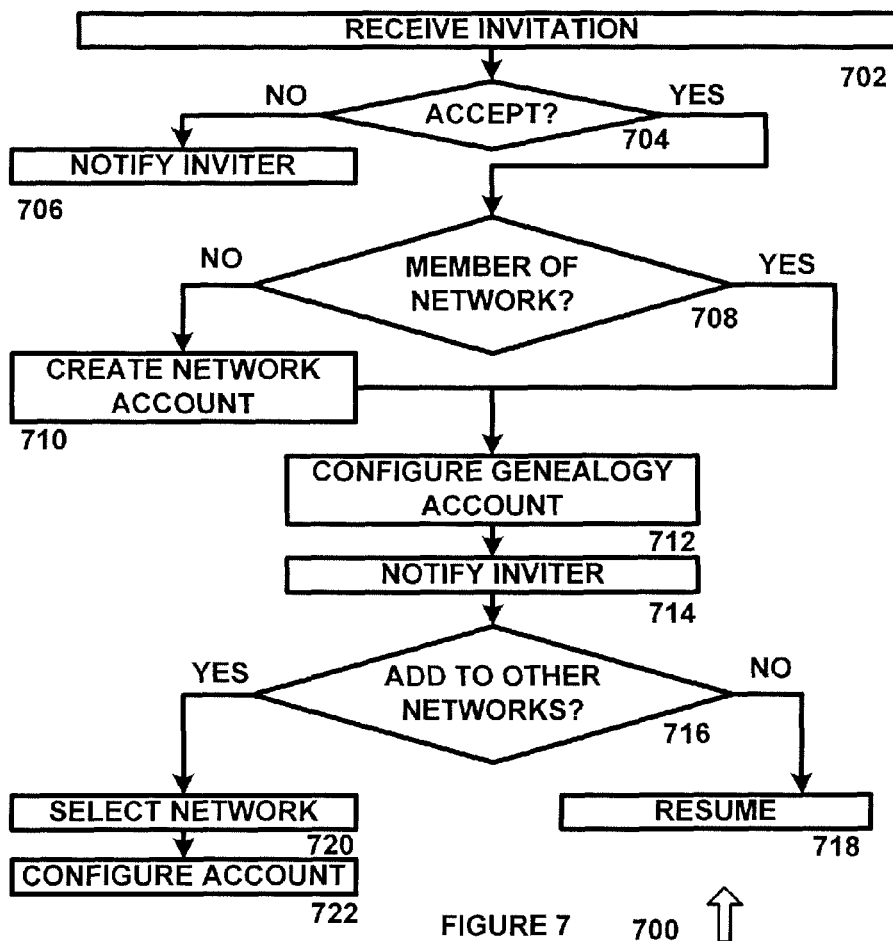 RECEIVE INVITATION
702
NO
ACCEPT?
YES
704
NOTIFY INVITER
706
NO
MEMBER OF
NETWORK?
YES
708
CREATE NETWORK
ACCOUNT
710
CONFIGURE GENEALOGY
ACCOUNT
712
NOTIFY INVITER
714
YES
ADD TO OTHER
NETWORKS?
NO
716
SELECT NETWORK
720
RESUME
718
CONFIGURE ACCOUNT
722
FIGURE 7
700